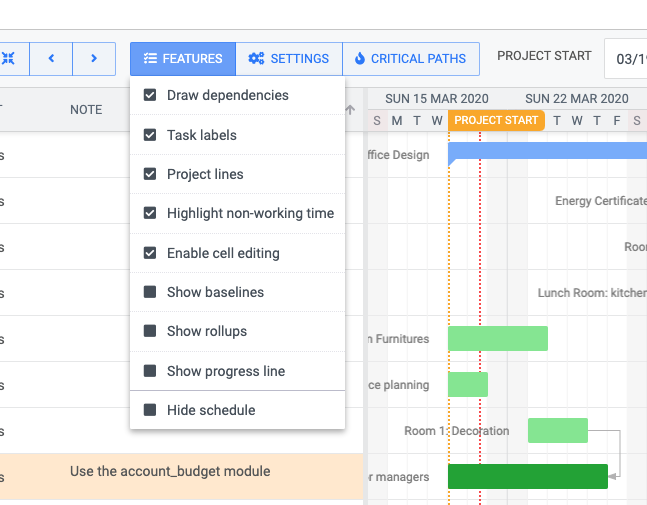 FEATURES SETTINGS CRITICAL PATHS PROJECT START 03/1
NOTE SUN 15 MAR 2020 SUN 22 MAR 2020
S M T W PROJECT START T W T F S
Draw dependencies
Task labels
ffice Design
Project lines
Highlight non-working time
Energy Certificate
Enable cell editing
Roo
Show baselines
Lunch Room: kitchen
Show rollups
n Furnitures
Show progress line
ce planning
Hide schedule
Room 1: Decoration
Use the account_budget module
r managers